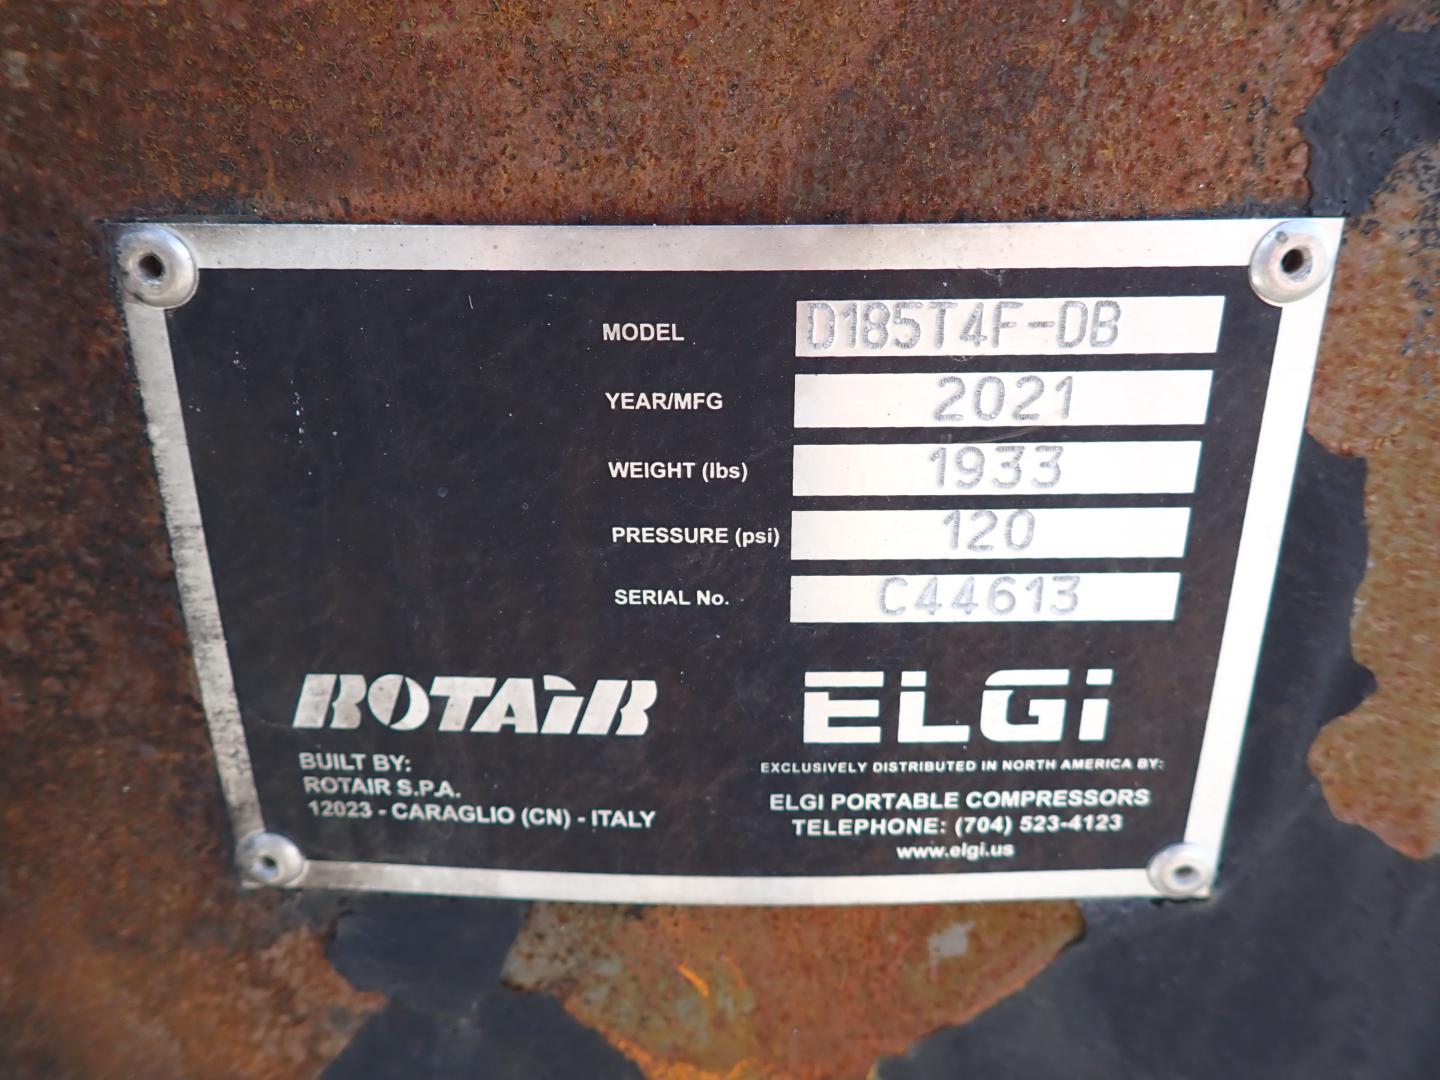 MODEL D185T4F-DB
YEAR/MFG 2021
WEIGHT (lbs) 1933
PRESSURE (psi) 120
SERIAL No. C44613
ROTAIR
BUILT BY:
ROTAIR S.P.A.
12023 - CARAGLIO (CN) - ITALY
ELGi
EXCLUSIVELY DISTRIBUTED IN NORTH AMERICA BY:
ELGI PORTABLE COMPRESSORS
TELEPHONE: (704) 523-4123
www.elgi.us